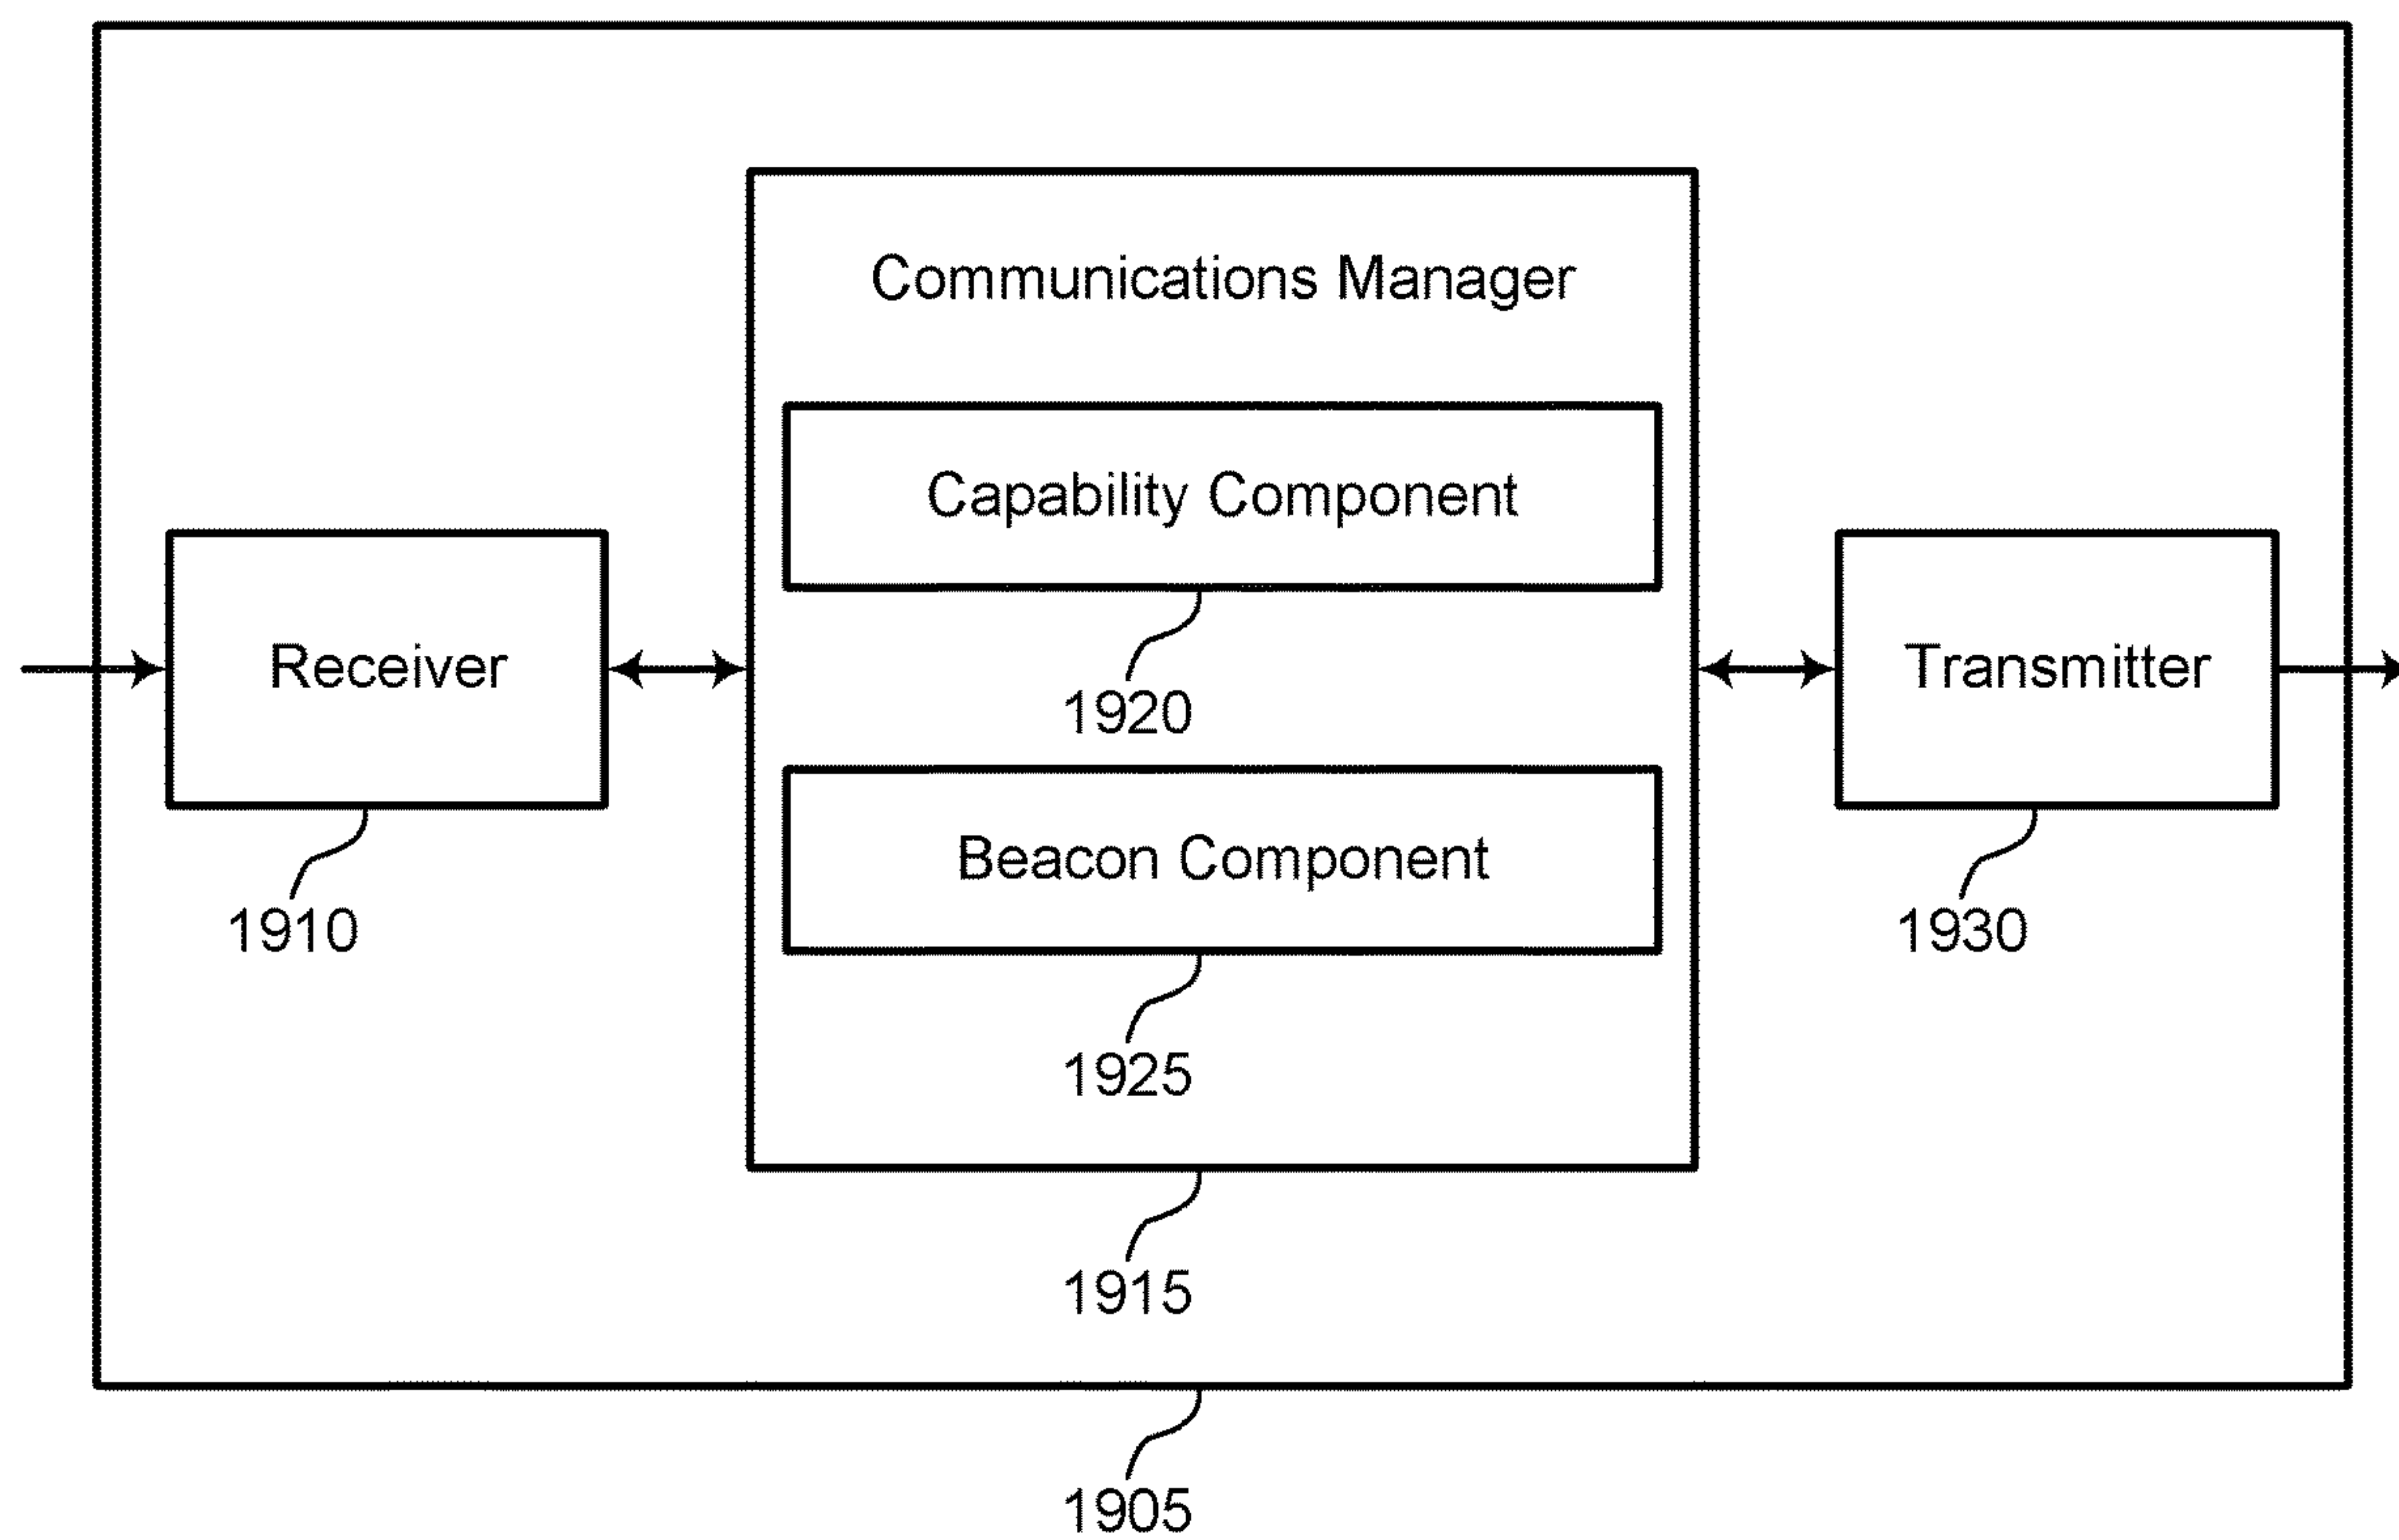 Communications Manager
Capability Component
Receiver
Transmitter
1920
Beacon Component
1910
1930
1925
1915
1905